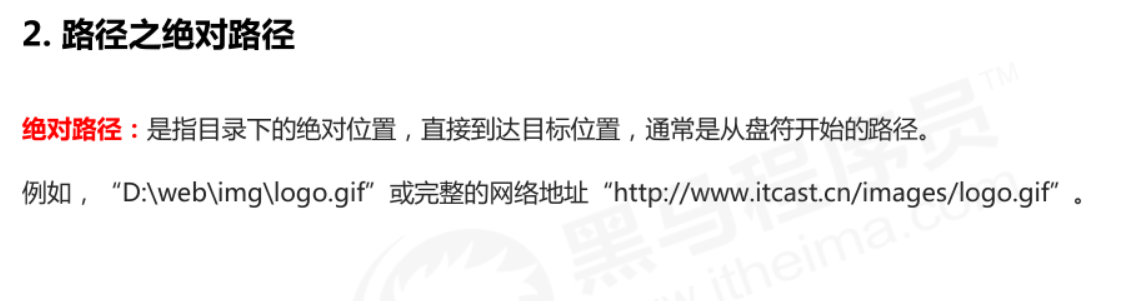 2. 路径之绝对路径
绝对路径：是指目录下的绝对位置，直接到达目标位置，通常是从盘符开始的路径。
例如，“D:\web\img\logo.gif”或完整的网络地址“http://www.itcast.cn/images/logo.gif”。
黑马程序员™
www.itheima.com